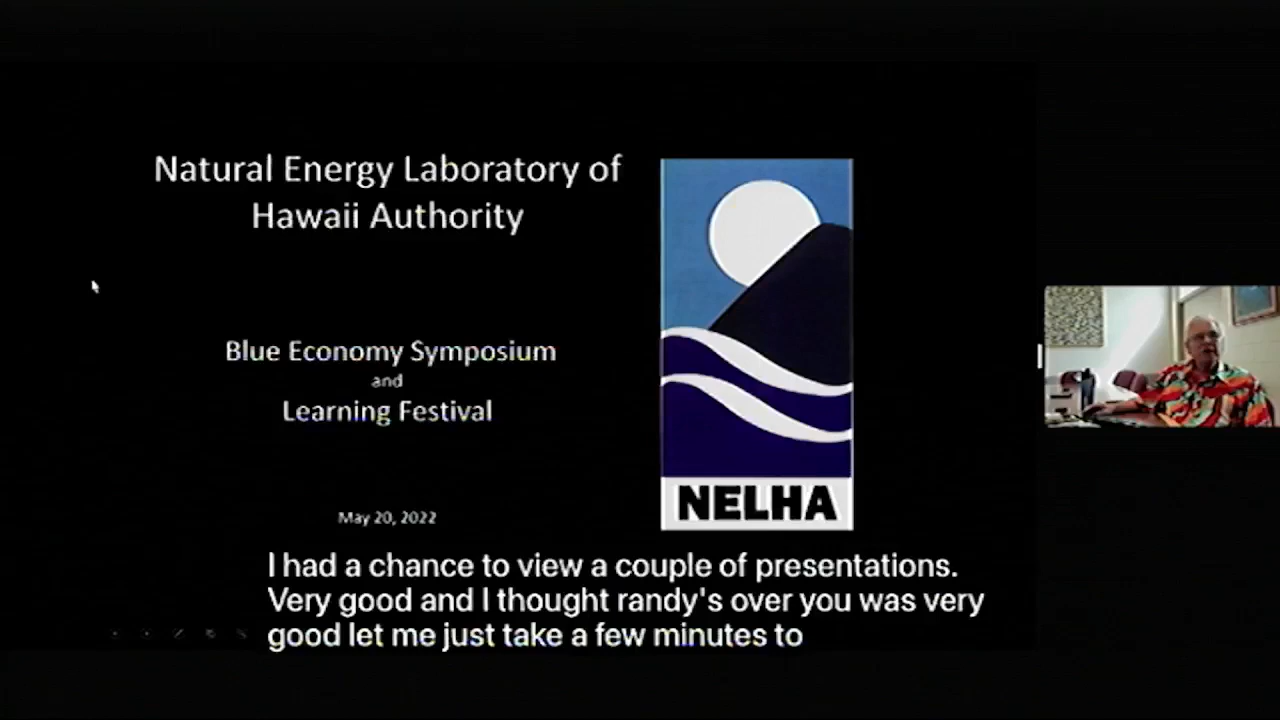 Natural Energy Laboratory of
Hawaii Authority
Blue Economy Symposium
and
Learning Festival
May 20, 2022
NELHA
I had a chance to view a couple of presentations.
Very good and I thought randy's over you was very
good let me just take a few minutes to